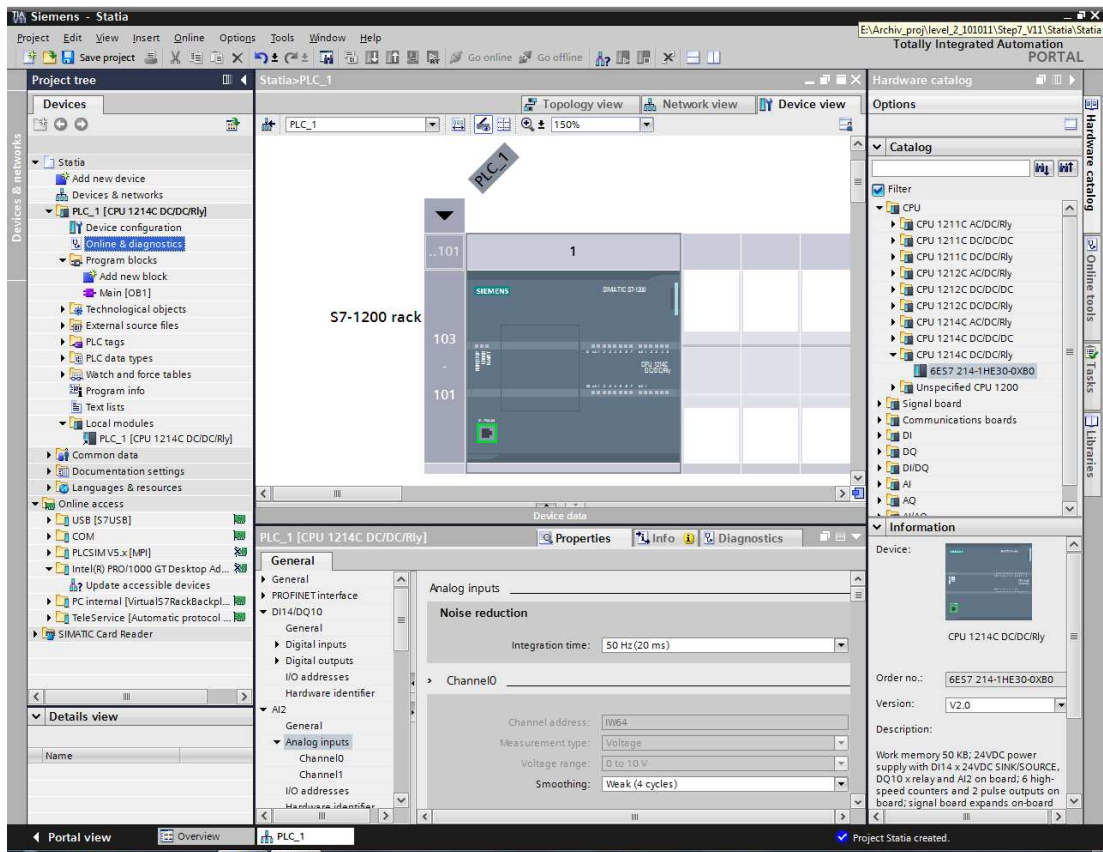 Siemens - Statia
E:\Archiv_proj\level_2_101011\Step7_V11\Statia\Statia
Project Edit View Insert Online Options Tools Window Help
Totally Integrated Automation
PORTAL
Save project
Go online
Go offline
Project tree
Devices
Devices & networks
Statia
Add new device
Devices & networks
PLC_1 [CPU 1214C DC/DC/Rly]
Device configuration
Online & diagnostics
Program blocks
Add new block
Main [OB1]
Technological objects
External source files
PLC tags
PLC data types
Watch and force tables
Program info
Text lists
Local modules
PLC_1 [CPU 1214C DC/DC/Rly]
Common data
Documentation settings
Languages & resources
Online access
USB [S7USB]
COM
PLCSIM V5.x [MPI]
Intel(R) PRO/1000 GT Desktop Ad...
Update accessible devices
PC internal [VirtualS7RackBackpl...
TeleService [Automatic protocol ...
SIMATIC Card Reader
Details view
Name
Statia>PLC_1
Topology view
Network view
Device view
PLC_1
150%
PLC_1
..101
1
SIEMENS
SIMATIC S7-1200
S7-1200 rack
103
-
101
CPU 1214C
DC/DC/Rly
Device data
PLC_1 [CPU 1214C DC/DC/Rly]
Properties
Info
Diagnostics
General
General
PROFINET interface
DI14/DQ10
General
Digital inputs
Digital outputs
I/O addresses
Hardware identifier
AI2
General
Analog inputs
Channel0
Channel1
I/O addresses
Hardware identifier
Analog inputs
Noise reduction
Integration time: 50 Hz (20 ms)
Channel0
Channel address: IW64
Measurement type: Voltage
Voltage range: 0 to 10 V
Smoothing: Weak (4 cycles)
Hardware catalog
Options
Catalog
Filter
CPU
CPU 1211C AC/DC/Rly
CPU 1211C DC/DC/DC
CPU 1211C DC/DC/Rly
CPU 1212C AC/DC/Rly
CPU 1212C DC/DC/DC
CPU 1212C DC/DC/Rly
CPU 1214C AC/DC/Rly
CPU 1214C DC/DC/DC
CPU 1214C DC/DC/Rly
6ES7 214-1HE30-0XB0
Unspecified CPU 1200
Signal board
Communications boards
DI
DQ
DI/DQ
AI
AQ
AI/AQ
Information
Device:
CPU 1214C DC/DC/Rly
Order no.: 6ES7 214-1HE30-0XB0
Version: V2.0
Description:
Work memory 50 KB; 24VDC power
supply with DI14 x 24VDC SINK/SOURCE,
DQ10 x relay and AI2 on board; 6 high-
speed counters and 2 pulse outputs on
board; signal board expands on-board
Hardware catalog
Online tools
Tasks
Libraries
Portal view
Overview
PLC_1
Project Statia created.